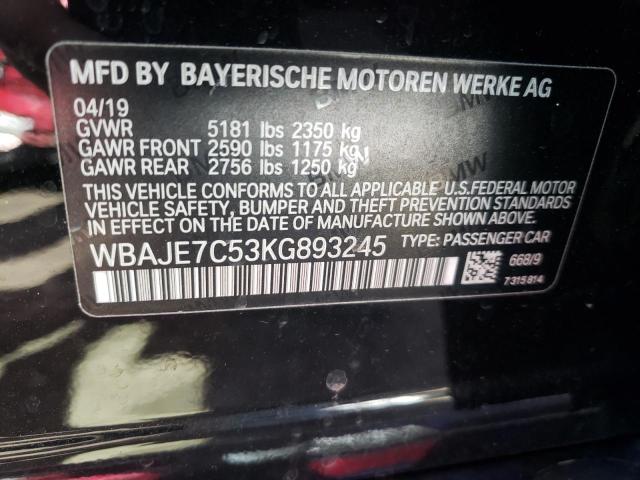 MFD BY BAYERISCHE MOTOREN WERKE AG
04/19
GVWR 5181 lbs 2350 kg
GAWR FRONT 2590 lbs 1175 kg
GAWR REAR 2756 lbs 1250 kg
BMW
THIS VEHICLE CONFORMS TO ALL APPLICABLE U.S.FEDERAL MOTOR
VEHICLE SAFETY, BUMPER AND THEFT PREVENTION STANDARDS
IN EFFECT ON THE DATE OF MANUFACTURE SHOWN ABOVE.
WBAJE7C53KG893245 TYPE: PASSENGER CAR
668/9
7315814